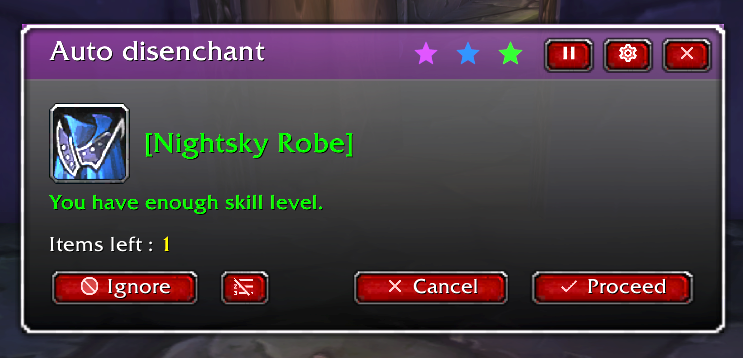 Auto disenchant
[Nightsky Robe]
You have enough skill level.
Items left : 1
Ignore
Cancel
Proceed